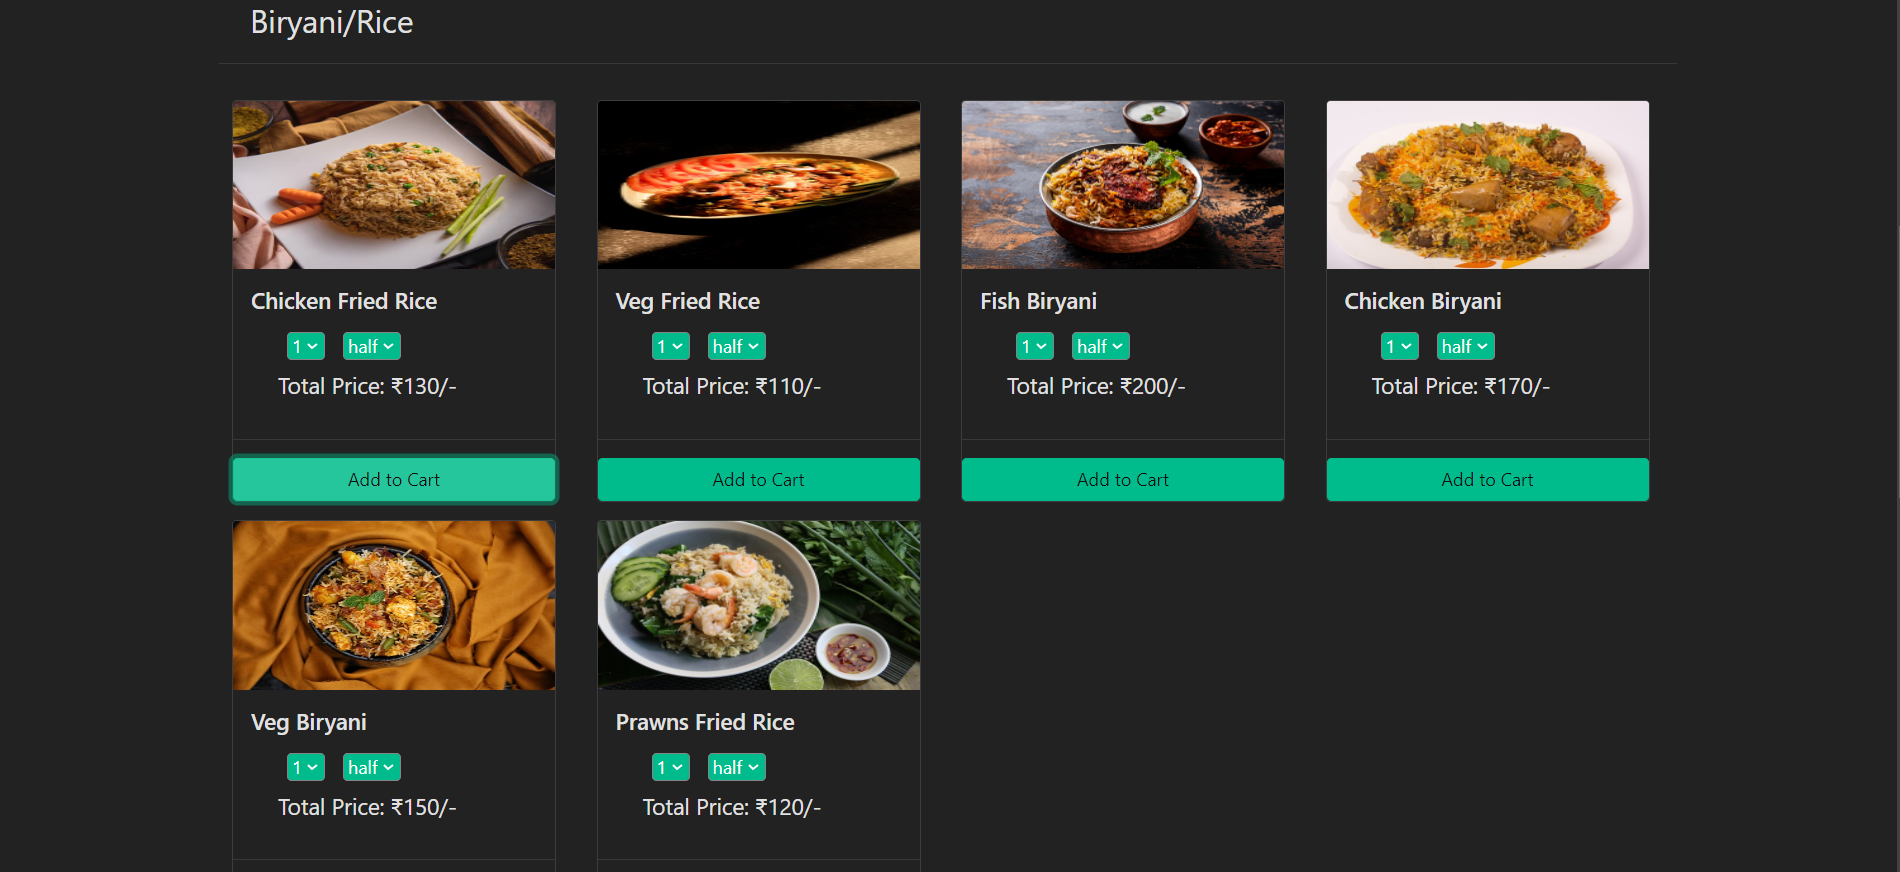 Biryani/Rice
Chicken Fried Rice
1 half
Total Price: ₹130/-
Add to Cart
Veg Fried Rice
1 half
Total Price: ₹110/-
Add to Cart
Fish Biryani
1 half
Total Price: ₹200/-
Add to Cart
Chicken Biryani
1 half
Total Price: ₹170/-
Add to Cart
Veg Biryani
1 half
Total Price: ₹150/-
Prawns Fried Rice
1 half
Total Price: ₹120/-